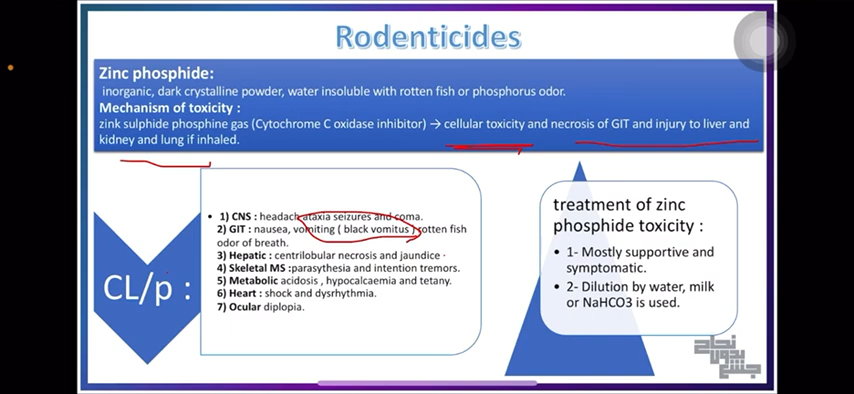 Rodenticides
Zinc phosphide:
inorganic, dark crystalline powder, water insoluble with rotten fish or phosphorus odor.
Mechanism of toxicity :
zink sulphide phosphine gas (Cytochrome C oxidase inhibitor) → cellular toxicity and necrosis of GIT and injury to liver and
kidney and lung if inhaled.
CL/p :
• 1) CNS : headach ataxia seizures and coma.
2) GIT : nausea, vomiting ( black vomitus ) rotten fish
odor of breath.
3) Hepatic : centrilobular necrosis and jaundice ·
4) Skeletal MS :parasythesia and intention tremors.
5) Metabolic acidosis , hypocalcaemia and tetany.
6) Heart : shock and dysrhythmia.
7) Ocular diplopia.
treatment of zinc
phosphide toxicity :
• 1- Mostly supportive and
symptomatic.
• 2- Dilution by water, milk
or NaHCO3 is used.
نجاح
بدون
جشع